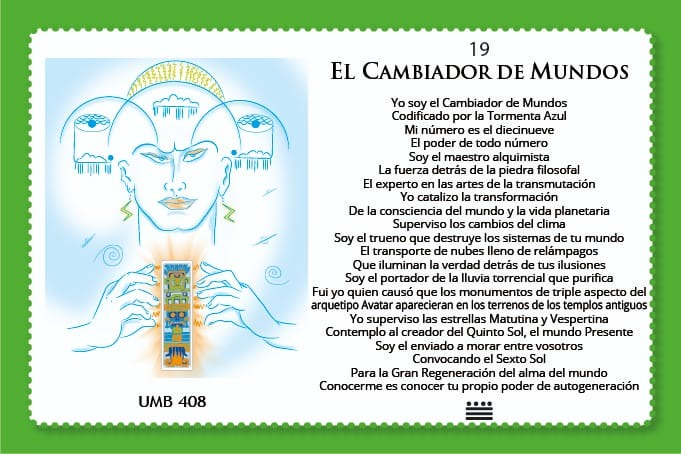 19
EL CAMBIADOR DE MUNDOS
Yo soy el Cambiador de Mundos
Codificado por la Tormenta Azul
Mi número es el diecinueve
El poder de todo número
Soy el maestro alquimista
La fuerza detrás de la piedra filosofal
El experto en las artes de la transmutación
Yo catalizo la transformación
De la consciencia del mundo y la vida planetaria
Superviso los cambios del clima
Soy el trueno que destruye los sistemas de tu mundo
El transporte de nubes lleno de relámpagos
Que iluminan la verdad detrás de tus ilusiones
Soy el portador de la lluvia torrencial que purifica
Fui yo quien causó que los monumentos de triple aspecto del
arquetipo Avatar aparecieran en los terrenos de los templos antiguos
Yo superviso las estrellas Matutina y Vespertina
Contemplo al creador del Quinto Sol, el mundo Presente
Soy el enviado a morar entre vosotros
Convocando el Sexto Sol
Para la Gran Regeneración del alma del mundo
Conocerme es conocer tu propio poder de autogeneración
UMB 408